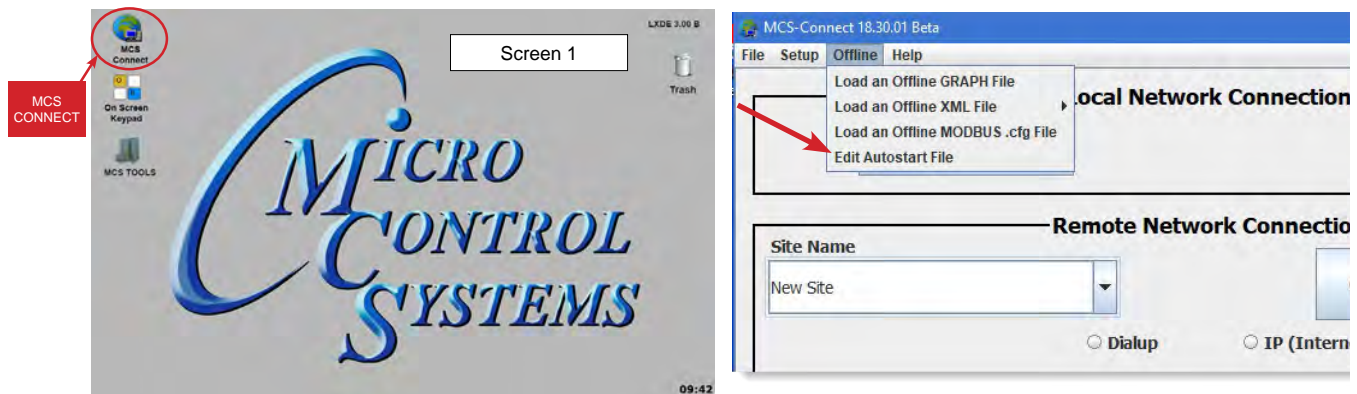 MCS
Connect
On Screen
Keypad
MCS TOOLS
MCS
CONNECT
Screen 1
LXDE 3.00 B
Trash
MICRO
CONTROL
SYSTEMS
09:42
MCS-Connect 18.30.01 Beta
File Setup Offline Help
Load an Offline GRAPH File
Load an Offline XML File
Load an Offline MODBUS .cfg File
Edit Autostart File
ocal Network Connection
Remote Network Connectio
Site Name
New Site
Dialup
IP (Intern